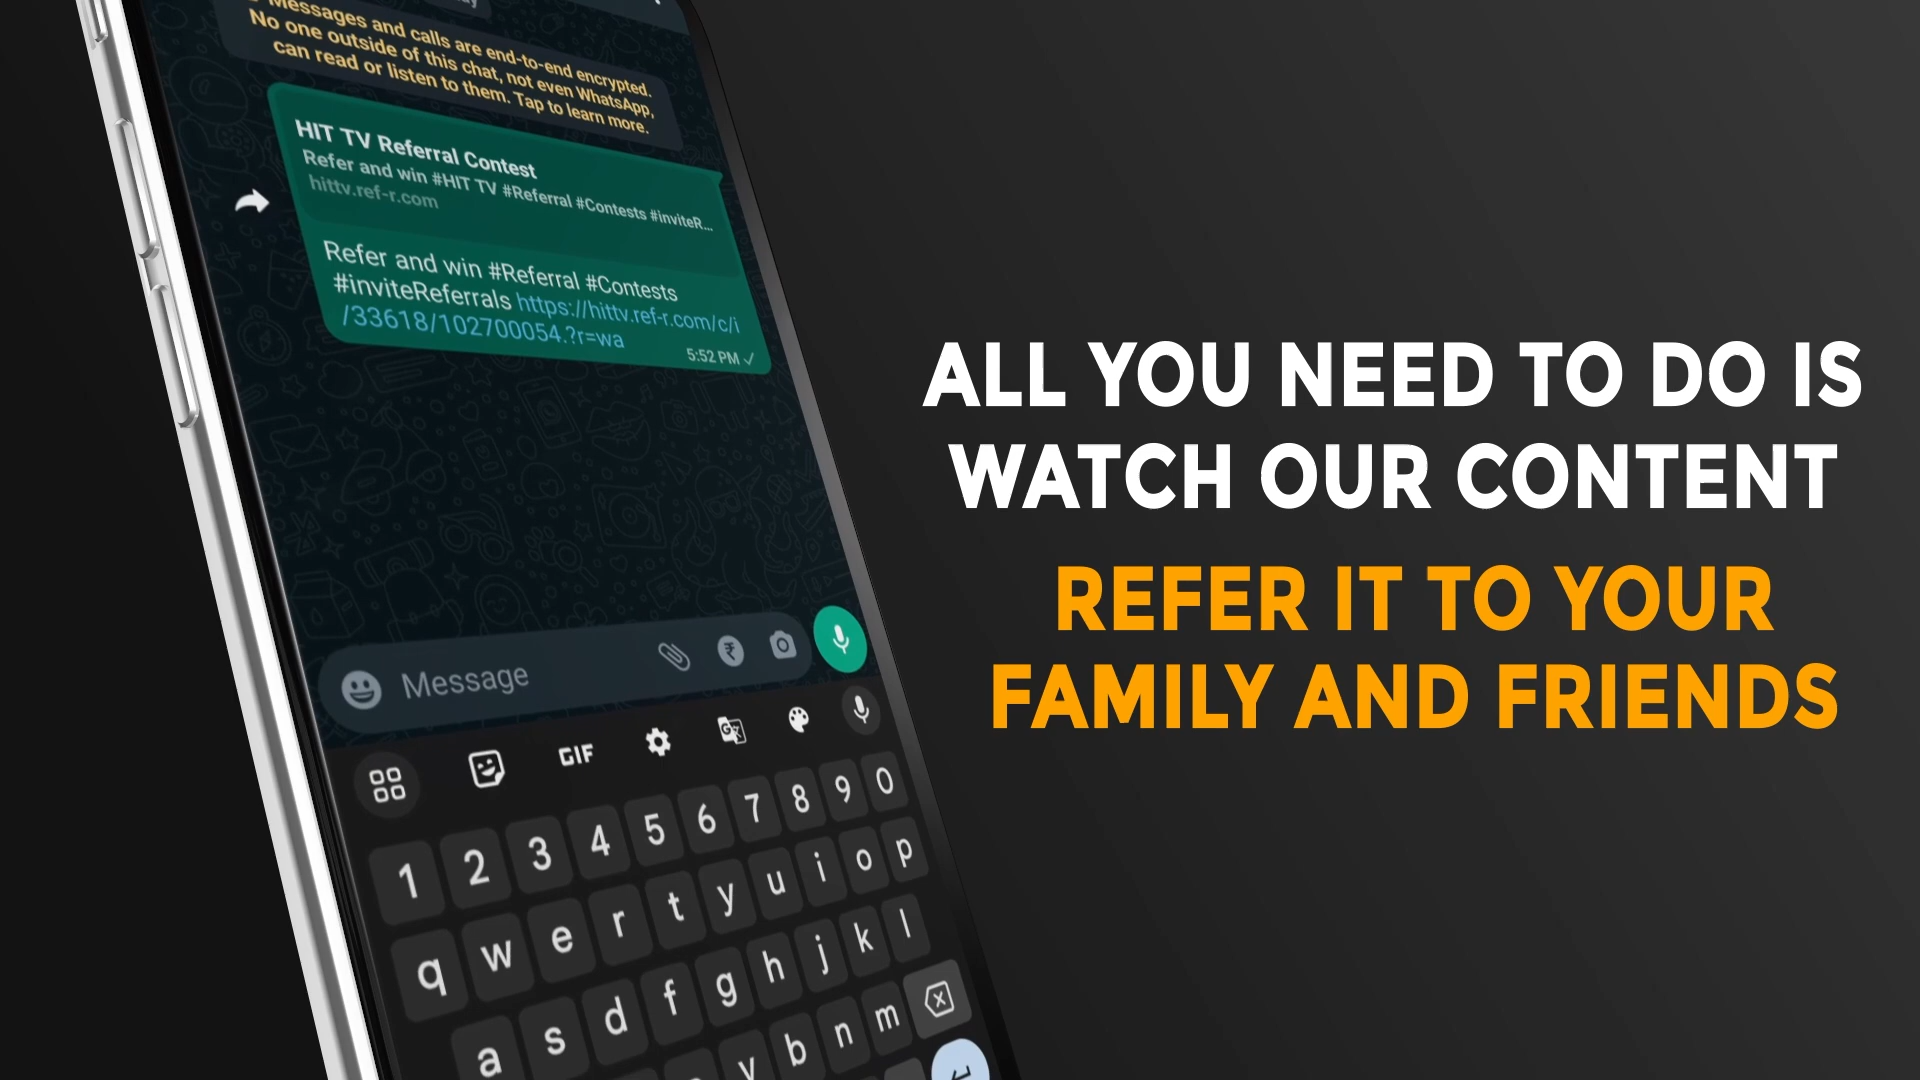 Messages and calls are end-to-end encrypted.
No one outside of this chat, not even WhatsApp,
can read or listen to them. Tap to learn more.
HIT TV Referral Contest
Refer and win #HIT TV #Referral #Contests #inviteR...
hittv.ref-r.com
Refer and win #Referral #Contests
#inviteReferrals https://hittv.ref-r.com/c/i
/33618/102700054.?r=wa
5:52 PM
Message
GIF
1 2 3 4 5 6 7 8 9 0
q w e r t y u i o p
a s d f g h j k l
v b n m
ALL YOU NEED TO DO IS
WATCH OUR CONTENT
REFER IT TO YOUR
FAMILY AND FRIENDS